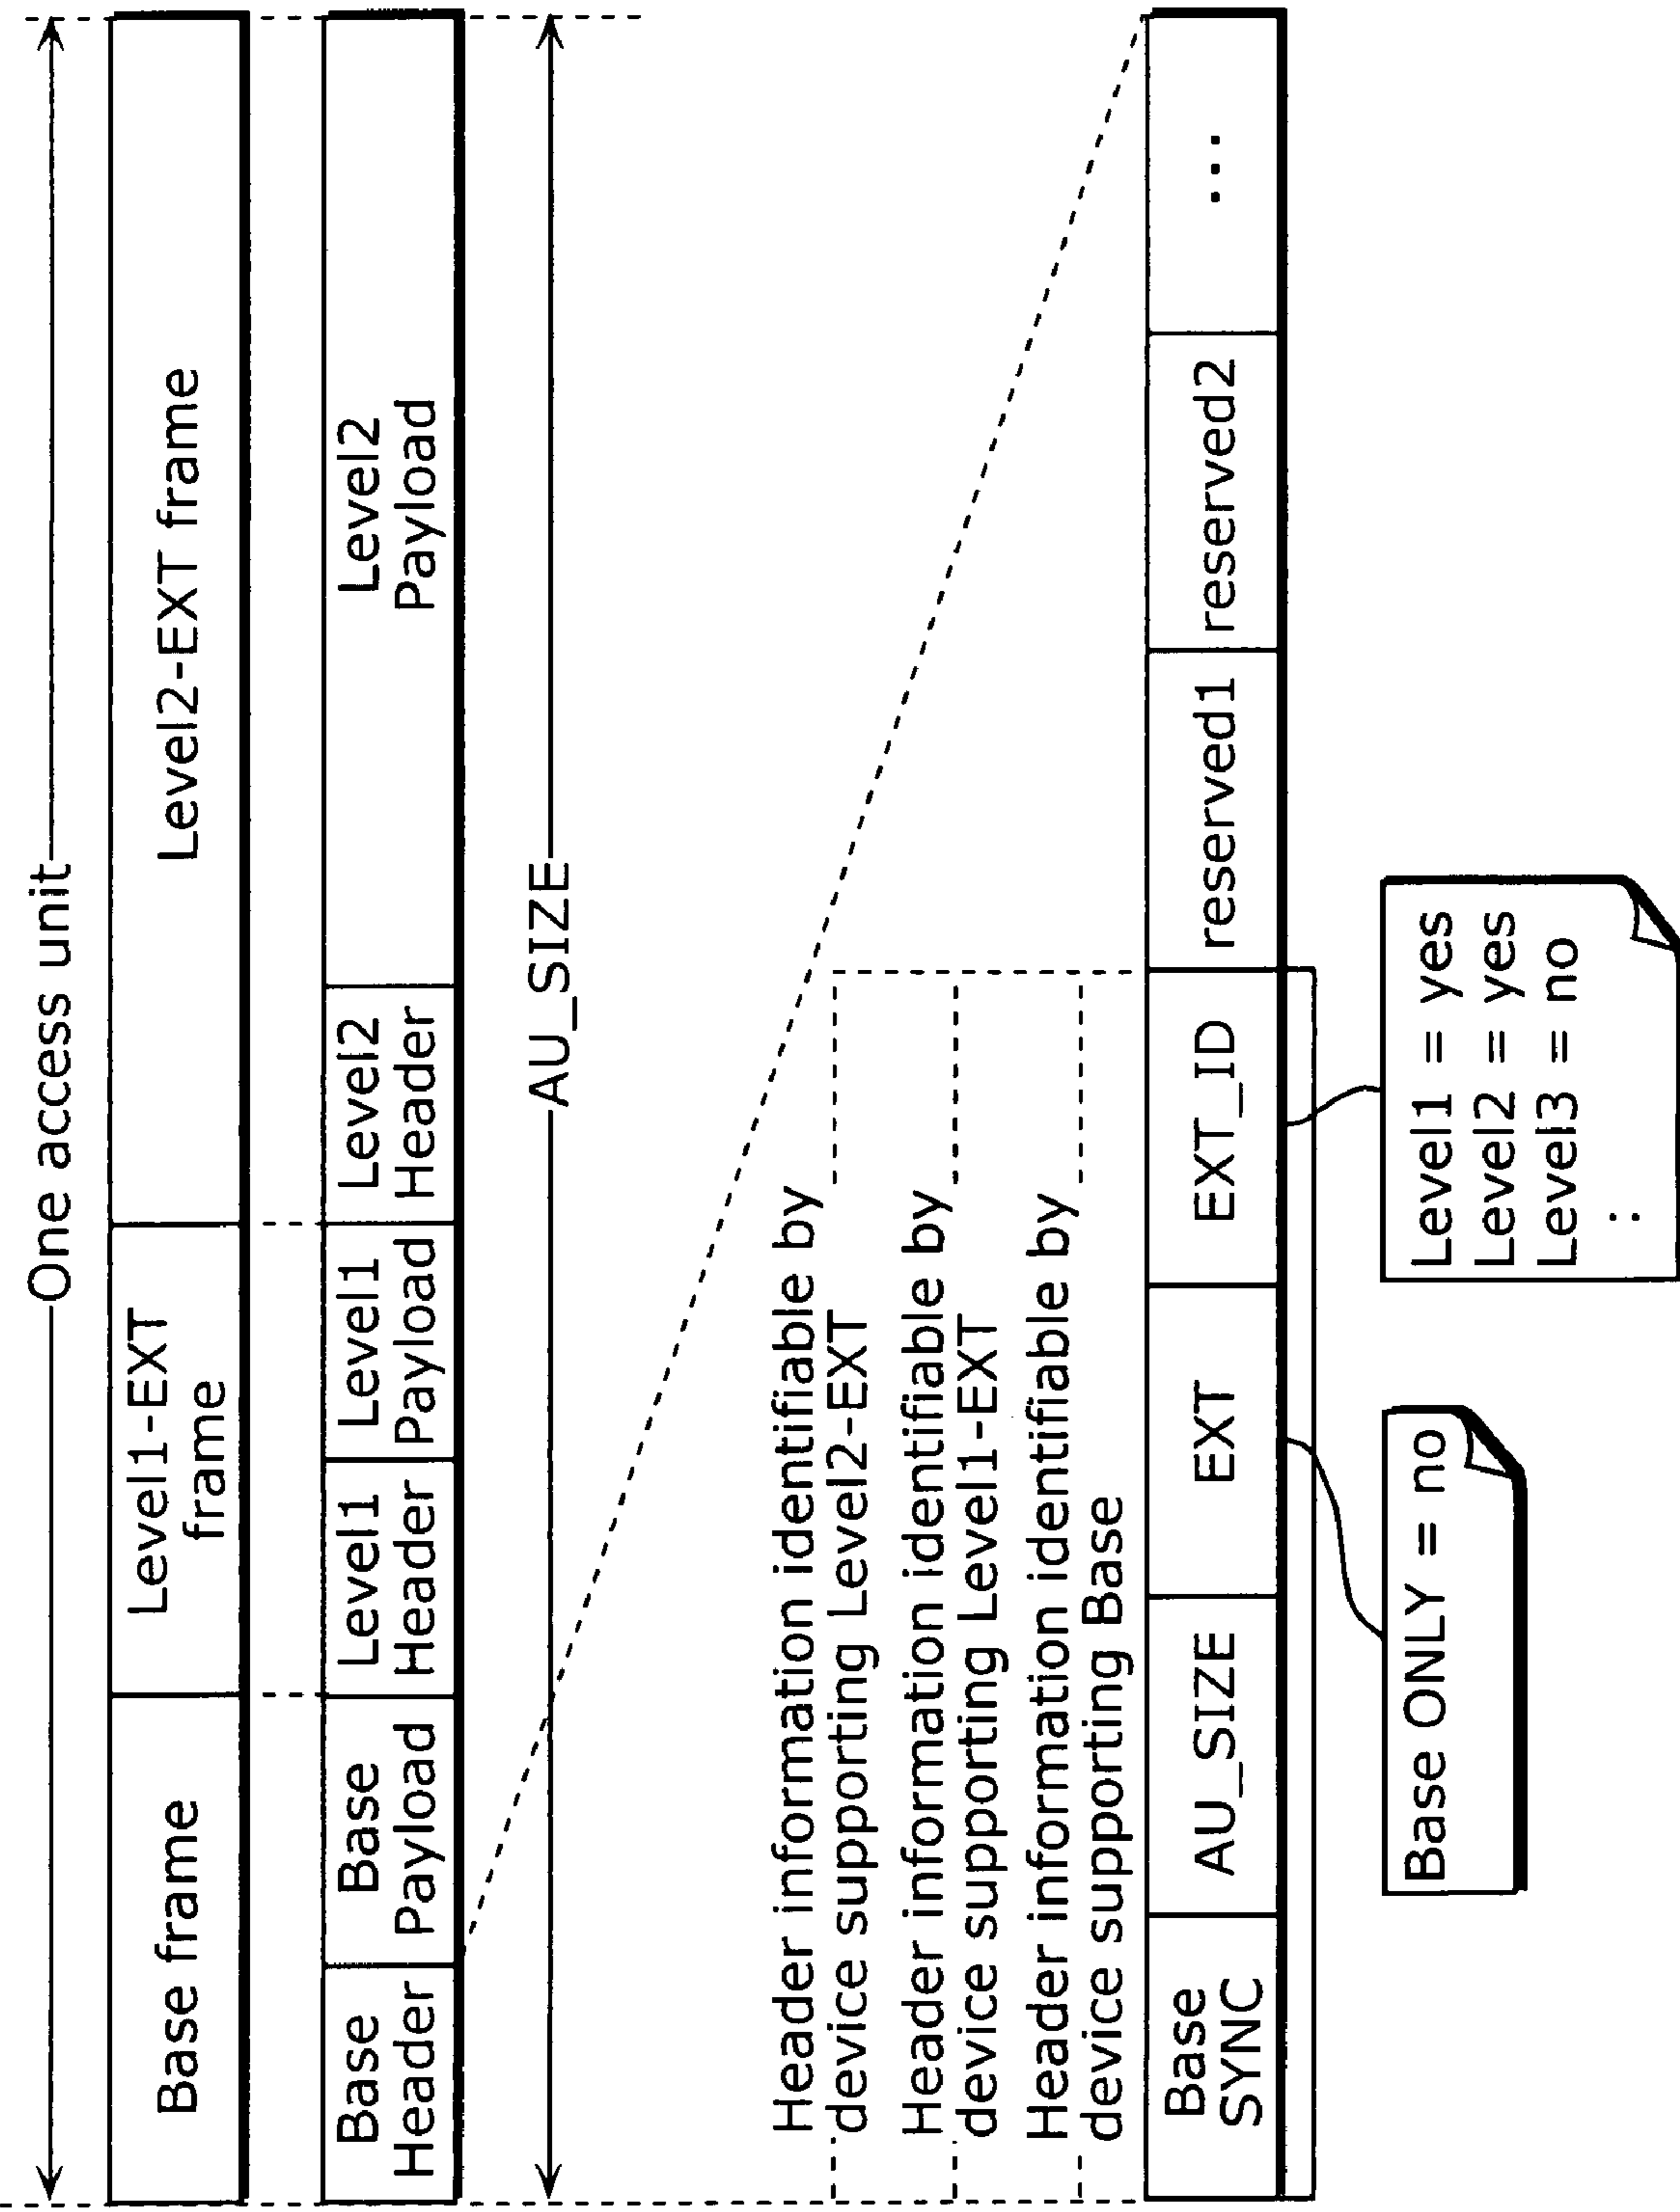 One access unit
Base frame
Level1-EXT
frame
Level2-EXT frame
Base
Header
Base
Payload
Level1
Header
Level1
Payload
Level2
Header
Level2
Payload
AU_SIZE
Header information identifiable by
device supporting Level2-EXT
Header information identifiable by
device supporting Level1-EXT
Header information identifiable by
device supporting Base
Base
SYNC
AU_SIZE
EXT
EXT_ID
reserved1
reserved2
...
Base ONLY = no
Level1 = yes
Level2 = yes
Level3 = no
: